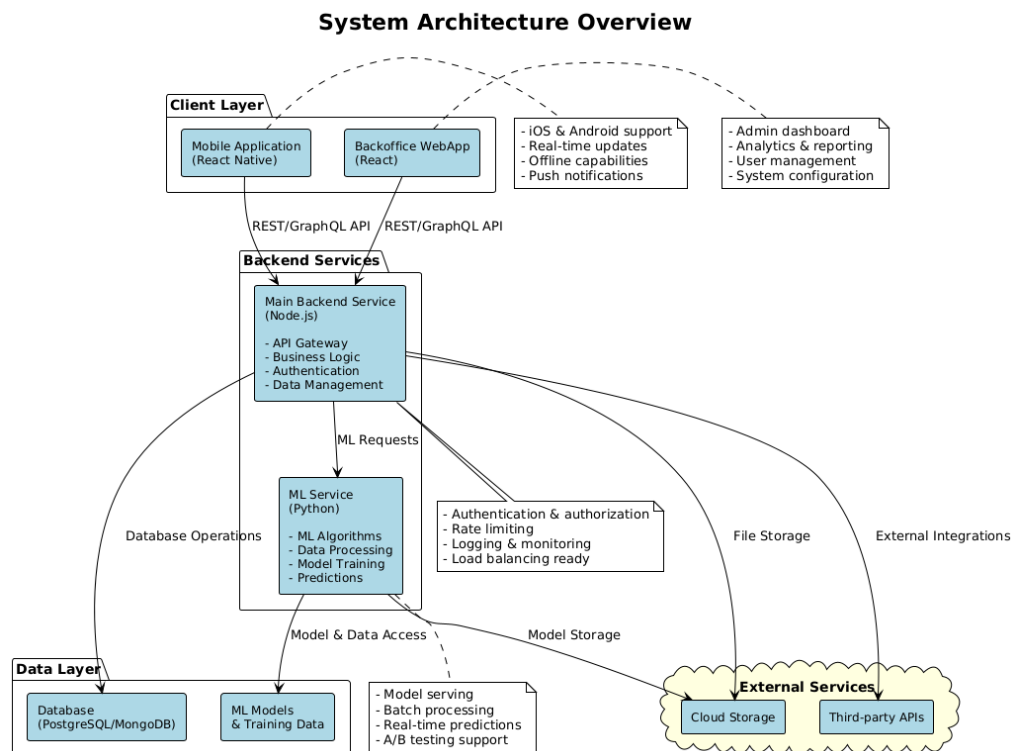 System Architecture Overview
Client Layer
Mobile Application
(React Native)
Backoffice WebApp
(React)
- iOS & Android support
- Real-time updates
- Offline capabilities
- Push notifications
- Admin dashboard
- Analytics & reporting
- User management
- System configuration
REST/GraphQL API
REST/GraphQL API
Backend Services
Main Backend Service
(Node.js)
- API Gateway
- Business Logic
- Authentication
- Data Management
ML Requests
ML Service
(Python)
- ML Algorithms
- Data Processing
- Model Training
- Predictions
- Authentication & authorization
- Rate limiting
- Logging & monitoring
- Load balancing ready
Database Operations
File Storage
External Integrations
Model & Data Access
Model Storage
Data Layer
Database
(PostgreSQL/MongoDB)
ML Models
& Training Data
- Model serving
- Batch processing
- Real-time predictions
- A/B testing support
External Services
Cloud Storage
Third-party APIs